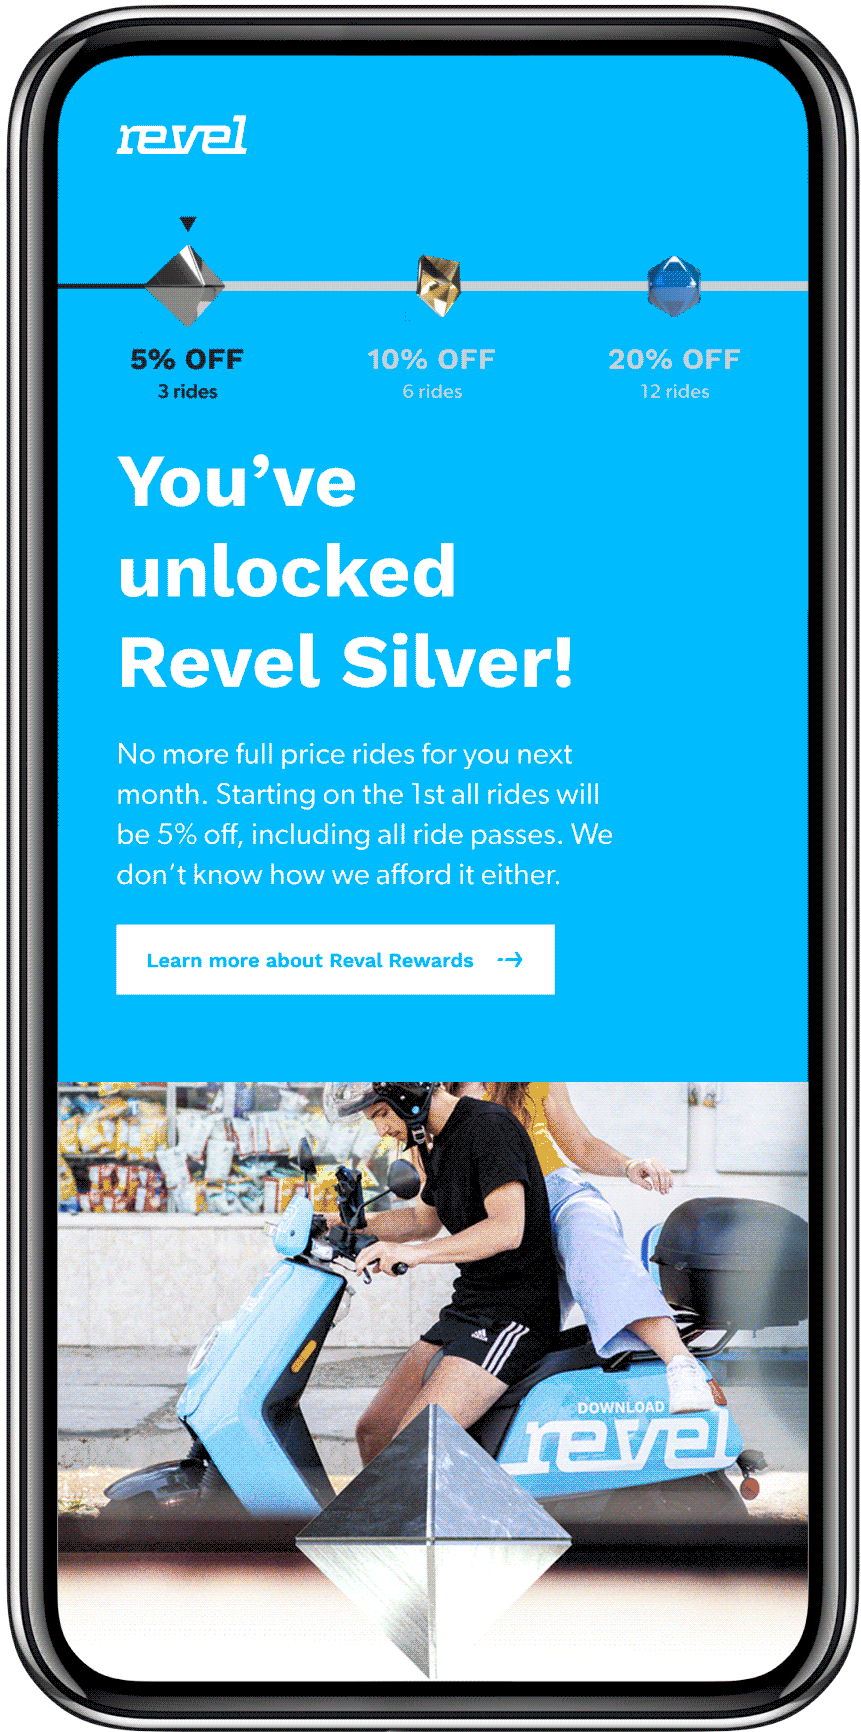 revel
5% OFF
3 rides
10% OFF
6 rides
20% OFF
12 rides
You’ve
unlocked
Revel Silver!
No more full price rides for you next
month. Starting on the 1st all rides will
be 5% off, including all ride passes. We
don’t know how we afford it either.
Learn more about Reval Rewards
adidas
DOWNLOAD
revel